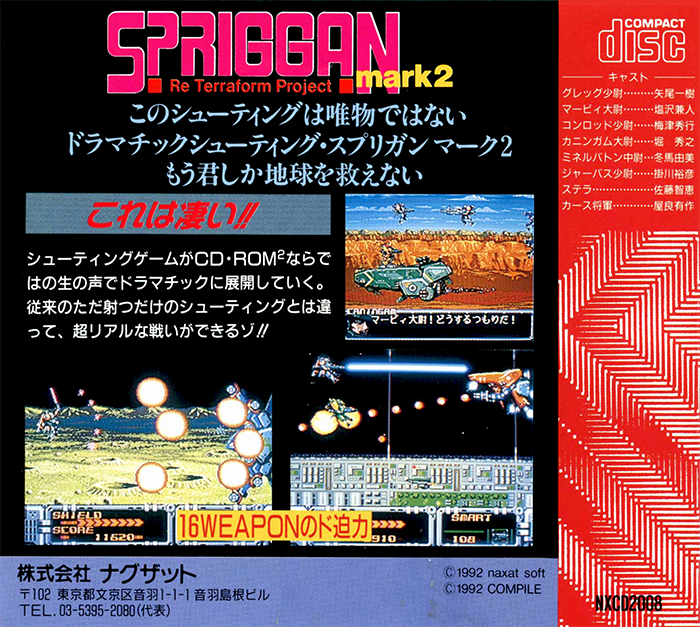 SPRIGGAN
mark2
■ Re Terraform Project ■
このシューティングは唯物ではない
ドラマチックシューティング・スプリガン マーク2
もう君しか地球を救えない
これは凄い!!
シューティングゲームがCD・ROM²ならで
はの生の声でドラマチックに展開していく。
従来のただ射つだけのシューティングとは違
って、超リアルな戦いができるゾ!!
CANINGAM
マービィ大尉!どうするつもりだ!
SHIELD
SCORE
11620
16WEAPONのド迫力
910
SMART
108
株式会社 ナグザット
〒102 東京都文京区音羽1-1-1 音羽島根ビル
TEL. 03-5395-2080(代表)
©1992 naxat soft
©1992 COMPILE
COMPACT
disc
キャスト
グレッグ少尉………矢尾一樹
マービィ大尉………塩沢兼人
コンロッド少尉……梅津秀行
カニンガム大尉……堀 秀之
ミネルバトン中尉…冬馬由美
ジャーバス少尉……掛川裕彦
ステラ………………佐藤智恵
カース将軍…………屋良有作
NXCD2008